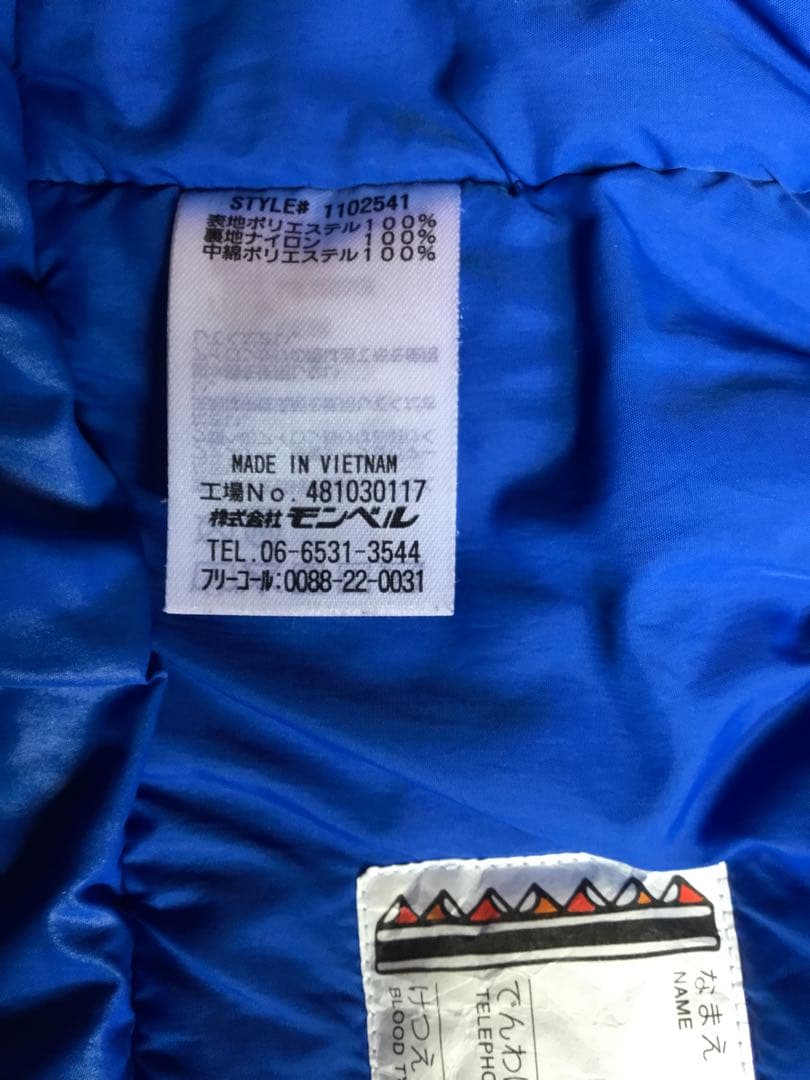 STYLE# 1102541
表地ポリエステル100%
裏地ナイロン 100%
中綿ポリエステル100%
MADE IN VIETNAM
工場No. 481030117
株式会社 モンベル
TEL. 06-6531-3544
フリーコール:0088-22-0031
なまえ
NAME
でんわ
TELEPHO
けつえ
BLOOD TY